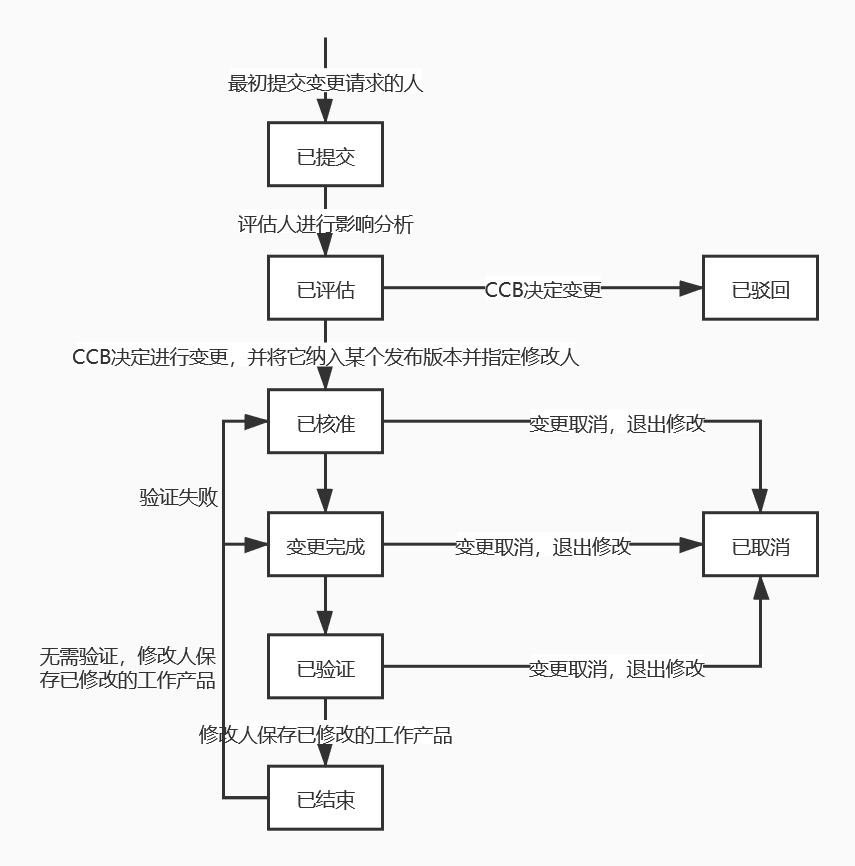 最初提交变更请求的人
已提交
评估人进行影响分析
已评估
CCB决定变更
已驳回
CCB决定进行变更，并将它纳入某个发布版本并指定修改人
已核准
变更取消，退出修改
验证失败
变更完成
变更取消，退出修改
已取消
无需验证，修改人保
存已修改的工作产品
已验证
变更取消，退出修改
修改人保存已修改的工作产品
已结束